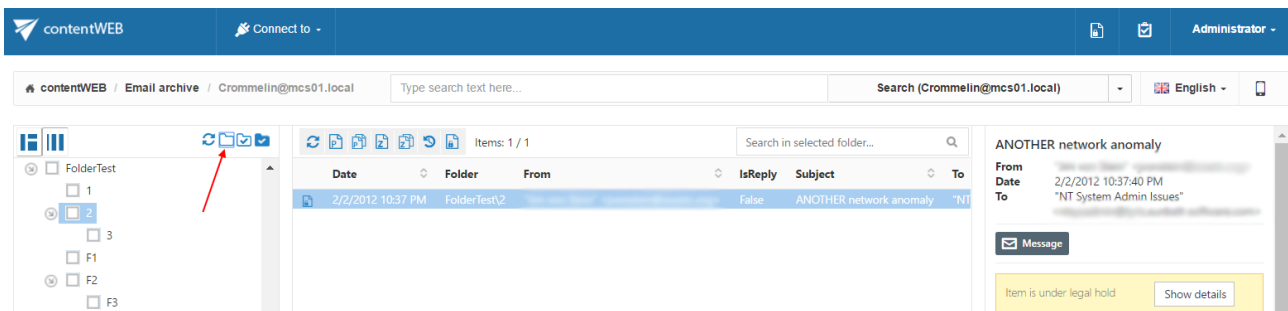 contentWEB
Connect to
Administrator
contentWEB / Email archive / Crommelin@mcs01.local
Type search text here...
Search (Crommelin@mcs01.local)
English
FolderTest
1
2
3
F1
F2
F3
Items: 1 / 1
Search in selected folder...
Date Folder From IsReply Subject To
2/2/2012 10:37 PM FolderTest\2 False ANOTHER network anomaly "NT
ANOTHER network anomaly
From
Date 2/2/2012 10:37:40 PM
To "NT System Admin Issues"
Message
Item is under legal hold
Show details